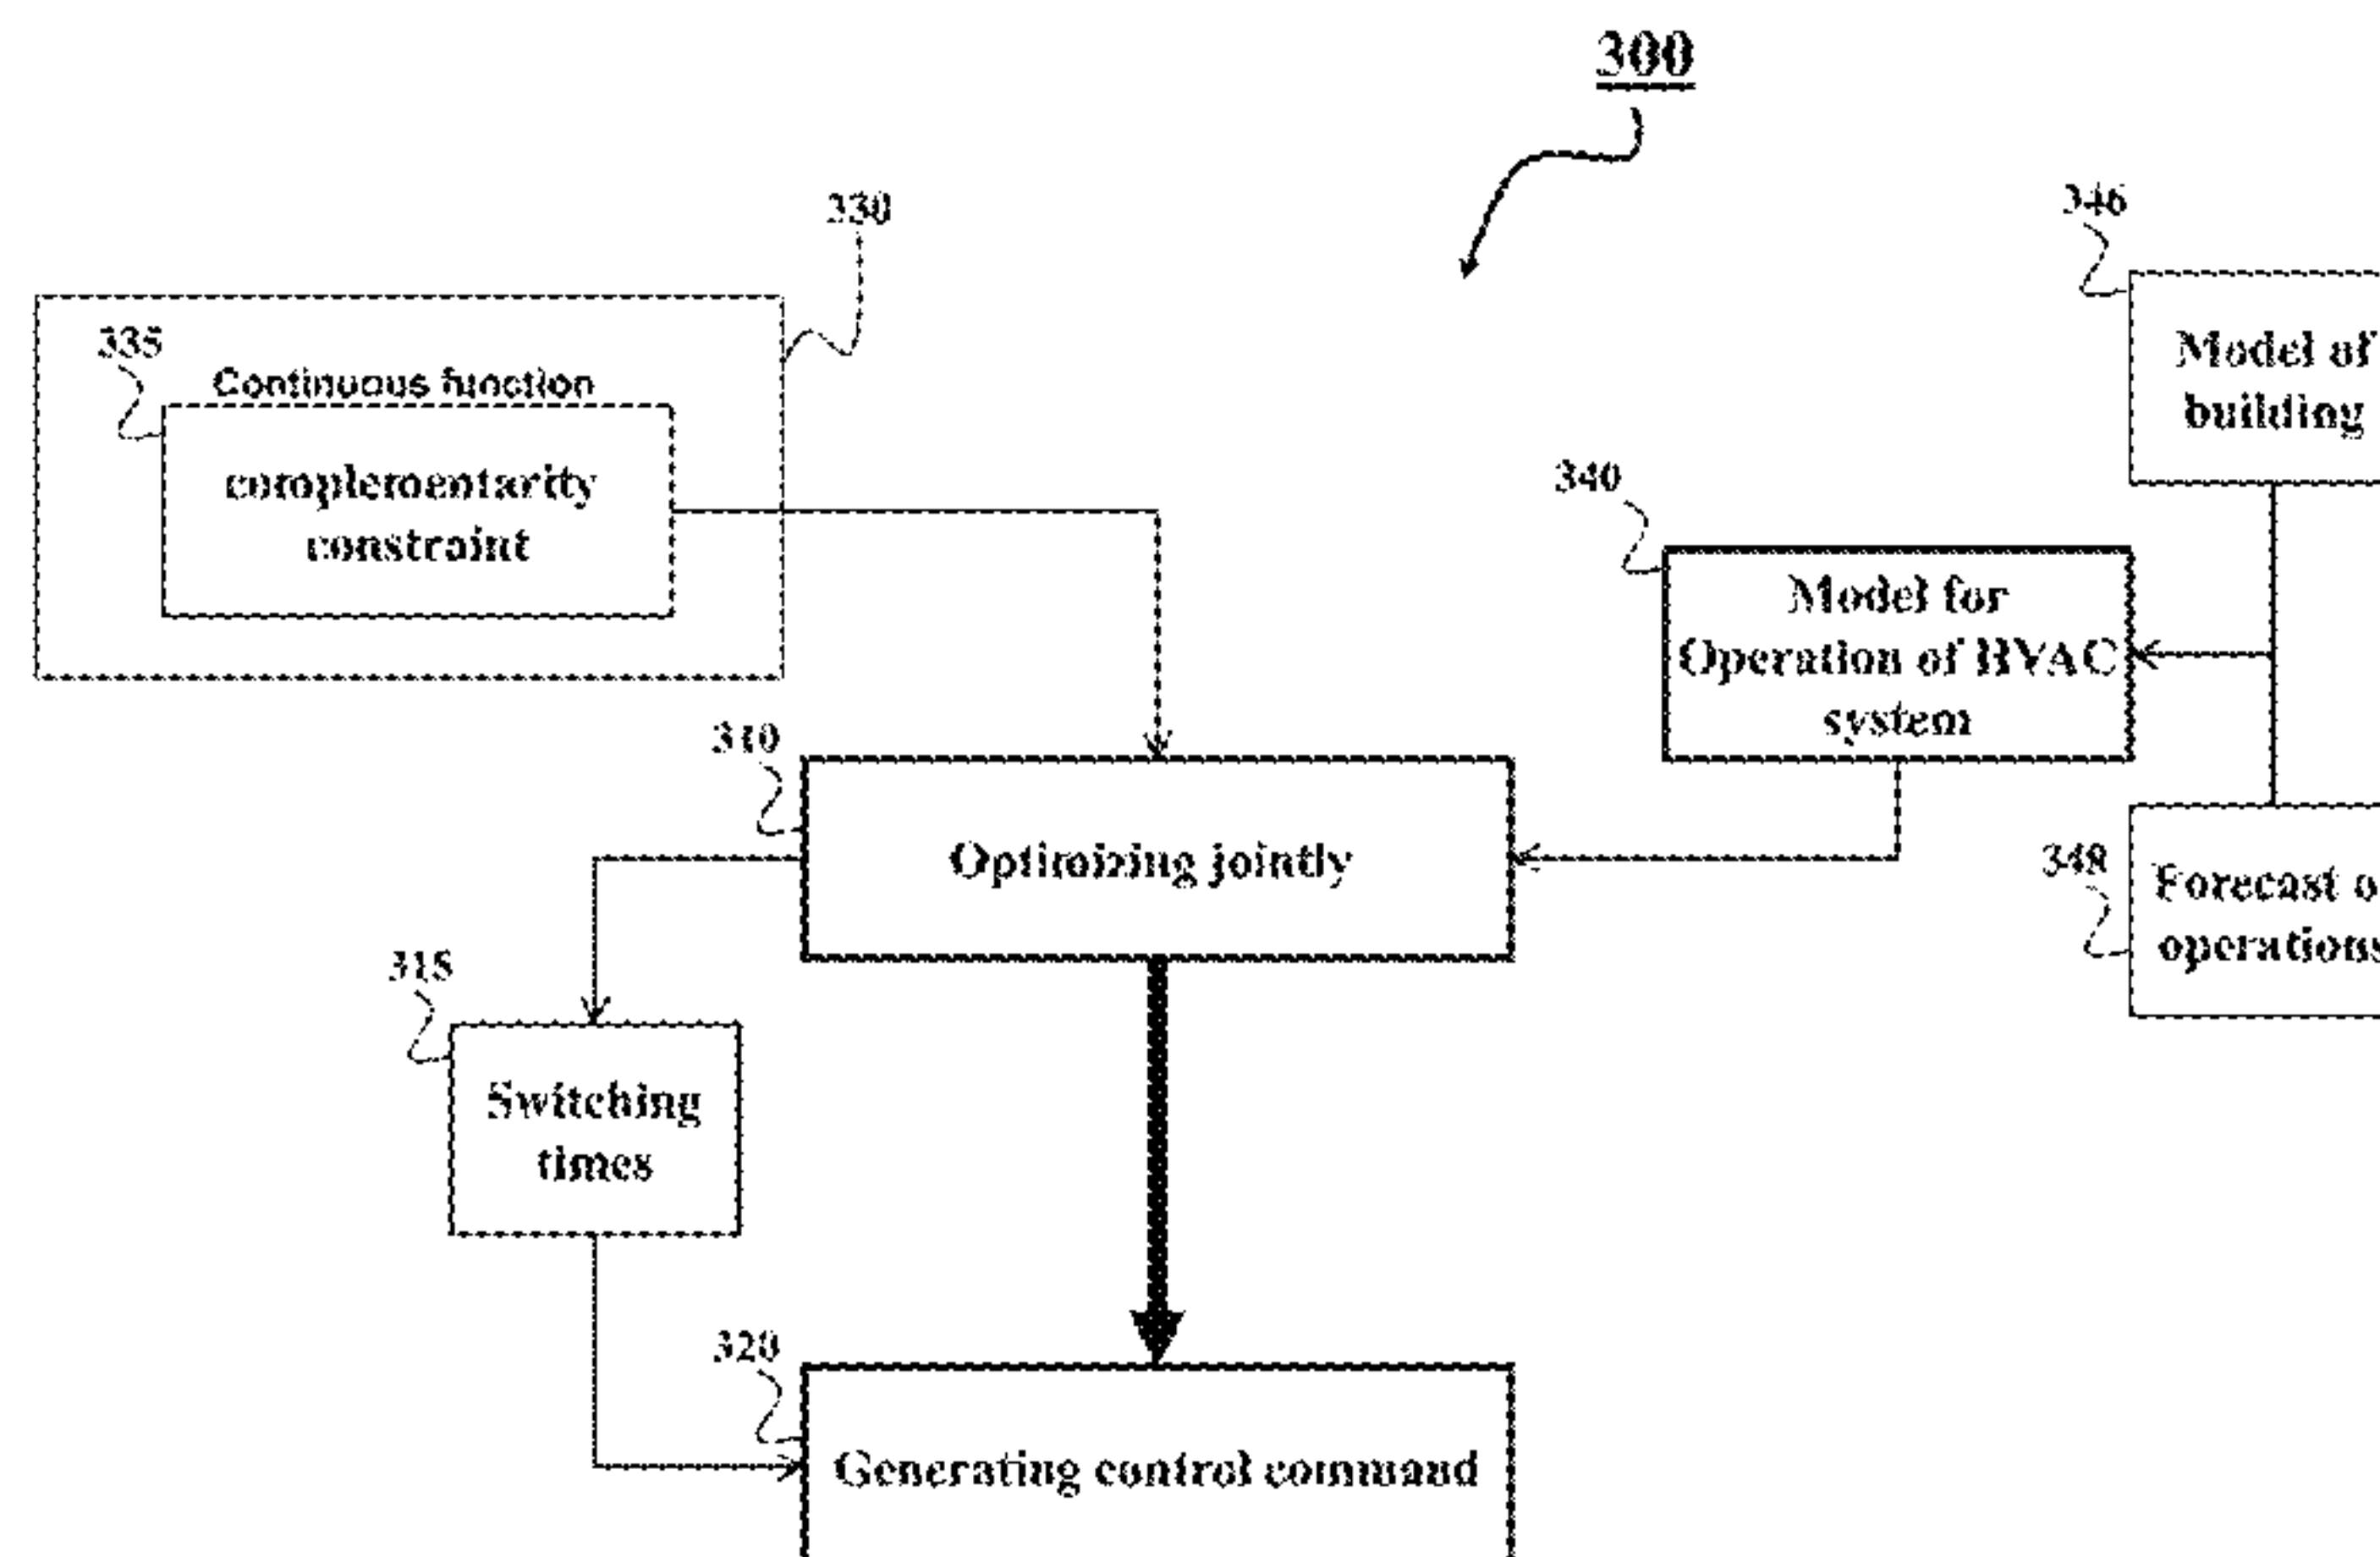 300
330
346
335
Continuous function
Model of
building
complementarity
constraint
340
Model for
Operation of HVAC
system
310
Optimizing jointly
348
Forecast
operations
315
Switching
times
320
Generating control command